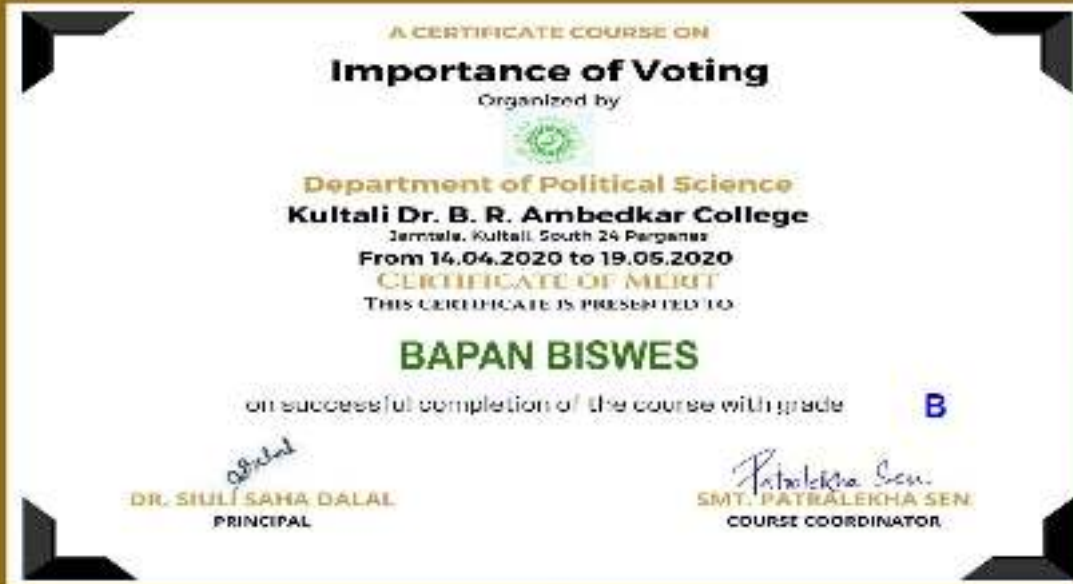 A CERTIFICATE COURSE ON
Importance of Voting
Organized by
Department of Political Science
Kultali Dr. B. R. Ambedkar College
Jamtala, Kultali, South 24 Parganas
From 14.04.2020 to 19.05.2020
CERTIFICATE OF MERIT
THIS CERTIFICATE IS PRESENTED TO
BAPAN BISWES
on successful completion of the course with grade B
Patralekha Sen.
DR. SIULI SAHA DALAL
SMT. PATRALEKHA SEN
PRINCIPAL
COURSE COORDINATOR